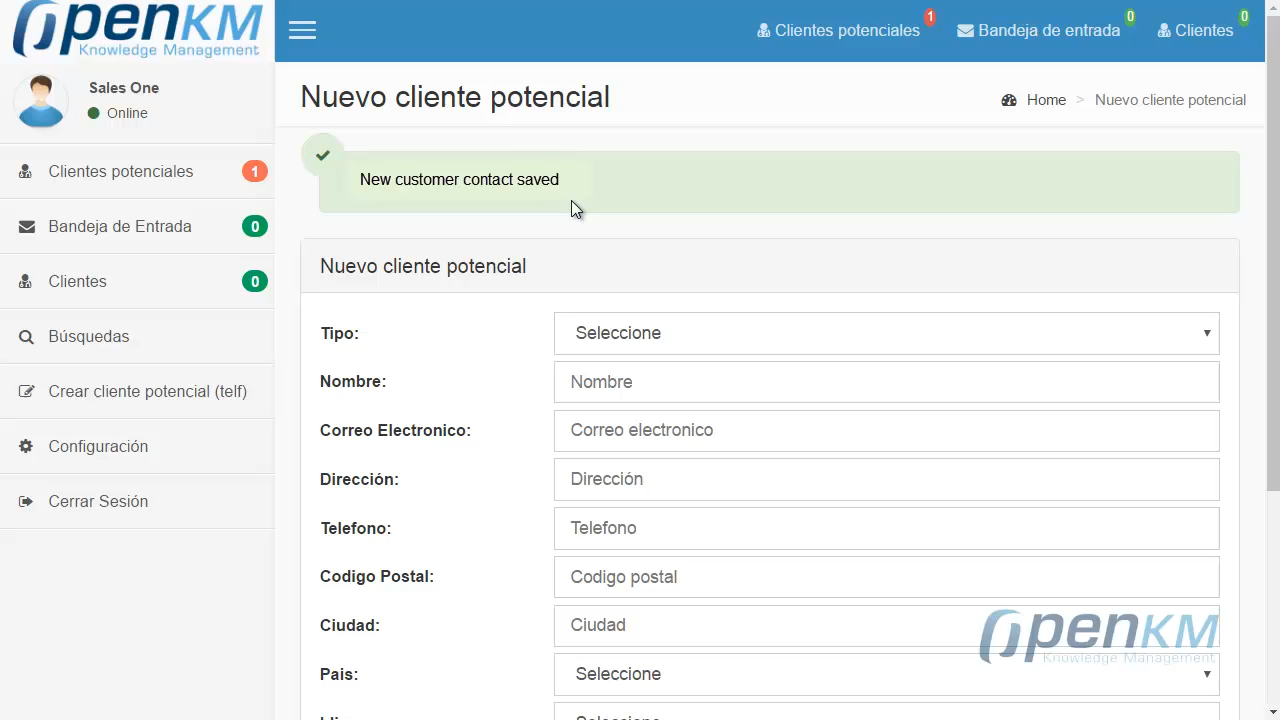 OpenKM
Knowledge Management
Clientes potenciales 1
Bandeja de entrada 0
Clientes 0
Sales One
Online
Nuevo cliente potencial
Home > Nuevo cliente potencial
Clientes potenciales 1
Bandeja de Entrada 0
Clientes 0
Búsquedas
Crear cliente potencial (telf)
Configuración
Cerrar Sesión
New customer contact saved
Nuevo cliente potencial
Tipo: Seleccione
Nombre: Nombre
Correo Electronico: Correo electronico
Dirección: Dirección
Telefono: Telefono
Codigo Postal: Codigo postal
Ciudad: Ciudad
Pais: Seleccione
OpenKM
Knowledge Management